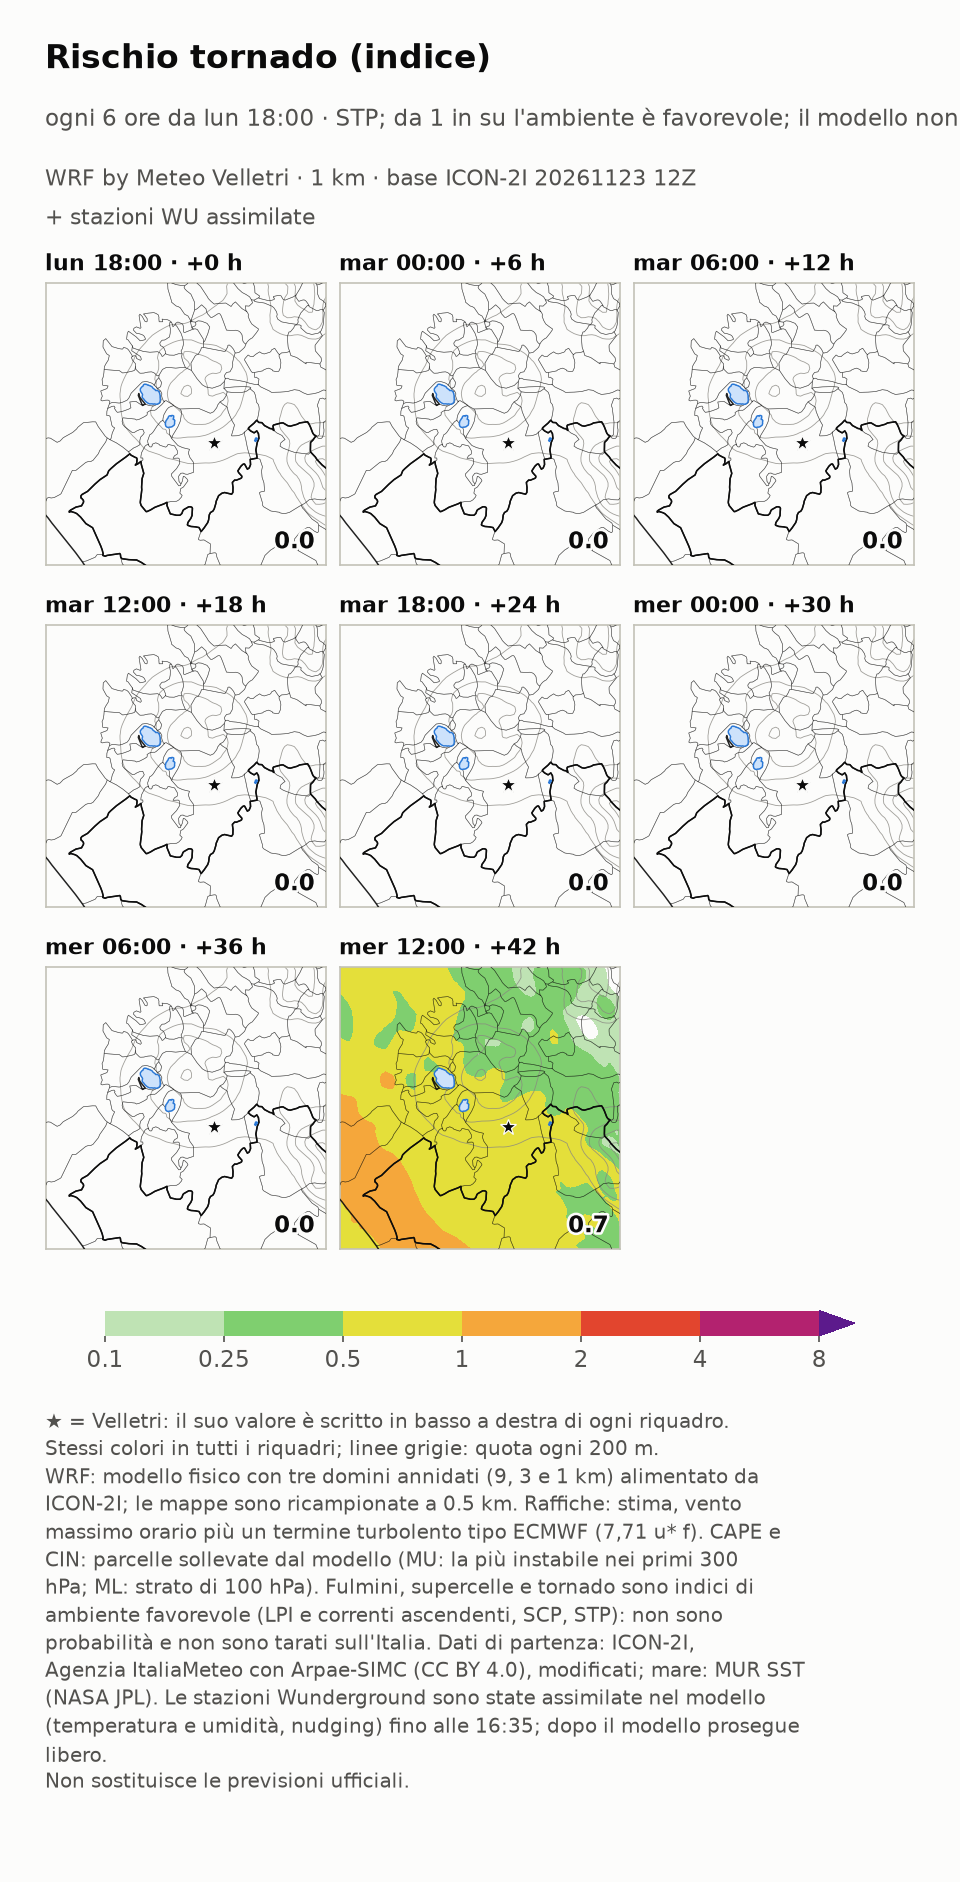 Rischio tornado (indice)
ogni 6 ore da lun 18:00 · STP; da 1 in su l'ambiente è favorevole; il modello non
WRF by Meteo Velletri · 1 km · base ICON-2I 20261123 12Z
+ stazioni WU assimilate
lun 18:00 · +0 h
mar 00:00 · +6 h
mar 06:00 · +12 h
0.0
0.0
0.0
mar 12:00 · +18 h
mar 18:00 · +24 h
mer 00:00 · +30 h
0.0
0.0
0.0
mer 06:00 · +36 h
mer 12:00 · +42 h
0.0
0.7
0.1 0.25 0.5 1 2 4 8
★ = Velletri: il suo valore è scritto in basso a destra di ogni riquadro.
Stessi colori in tutti i riquadri; linee grigie: quota ogni 200 m.
WRF: modello fisico con tre domini annidati (9, 3 e 1 km) alimentato da
ICON-2I; le mappe sono ricampionate a 0.5 km. Raffiche: stima, vento
massimo orario più un termine turbolento tipo ECMWF (7,71 u* f). CAPE e
CIN: parcelle sollevate dal modello (MU: la più instabile nei primi 300
hPa; ML: strato di 100 hPa). Fulmini, supercelle e tornado sono indici di
ambiente favorevole (LPI e correnti ascendenti, SCP, STP): non sono
probabilità e non sono tarati sull'Italia. Dati di partenza: ICON-2I,
Agenzia ItaliaMeteo con Arpae-SIMC (CC BY 4.0), modificati; mare: MUR SST
(NASA JPL). Le stazioni Wunderground sono state assimilate nel modello
(temperatura e umidità, nudging) fino alle 16:35; dopo il modello prosegue
libero.
Non sostituisce le previsioni ufficiali.